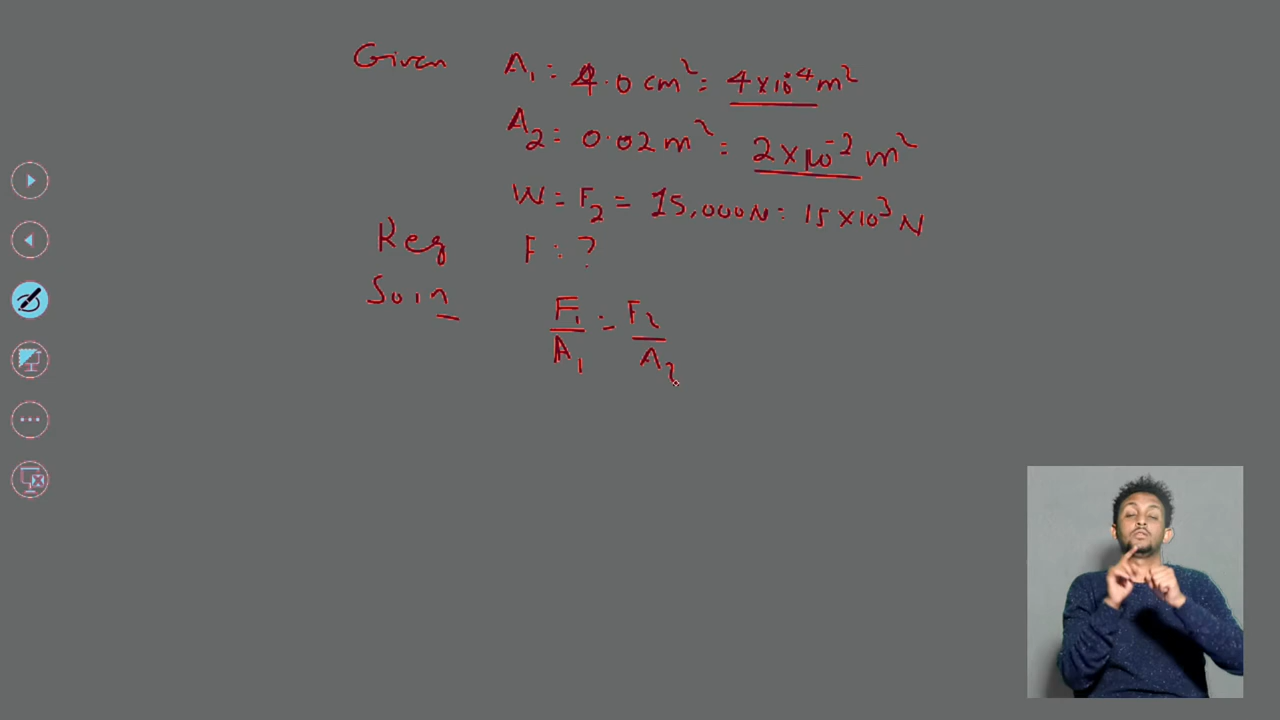 Given A₁ = 4.0 cm² = 4×10⁻⁴ m²
A₂ = 0.02 m² = 2×10⁻² m²
W = F₂ = 15,000N = 15×10³ N
Req F = ?
Soln F₁/A₁ = F₂/A₂